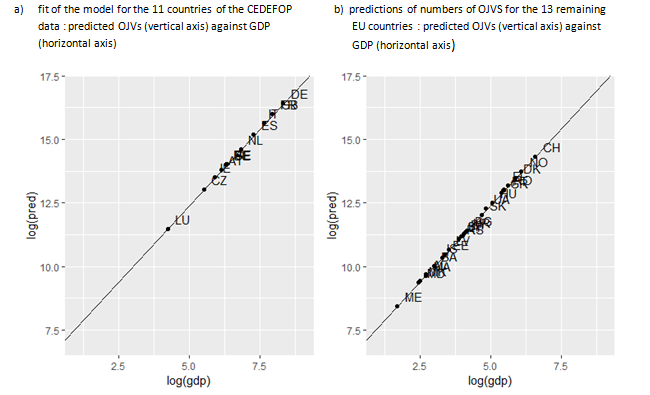 a) fit of the model for the 11 countries of the CEDEFOP
data : predicted OJVs (vertical axis) against GDP
(horizontal axis)
17.5
15.0
12.5
10.0
7.5
log(pred)
DE
ES
NL
CZ
LU
2.5 5.0 7.5
log(gdp)
b) predictions of numbers of OJVS for the 13 remaining
EU countries : predicted OJVs (vertical axis) against
GDP (horizontal axis)
17.5
15.0
12.5
10.0
7.5
log(pred)
CH
NO
DK
ME
2.5 5.0 7.5
log(gdp)